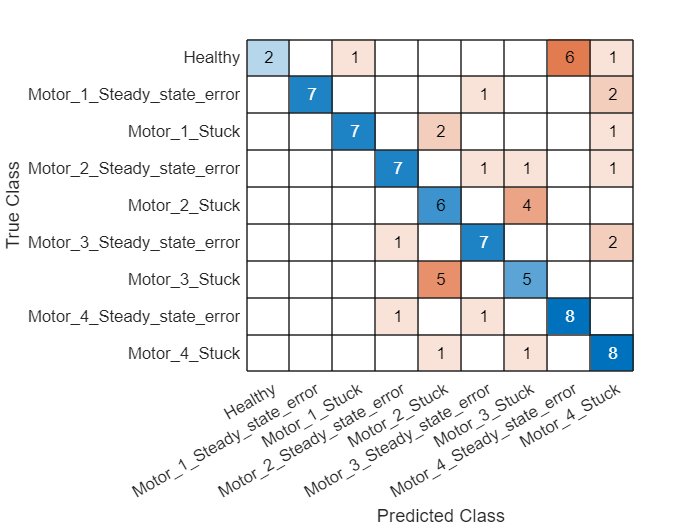 True Class
Healthy 2 1 6 1
Motor_1_Steady_state_error 7 1 2
Motor_1_Stuck 7 2 1
Motor_2_Steady_state_error 7 1 1 1
Motor_2_Stuck 6 4
Motor_3_Steady_state_error 1 7 2
Motor_3_Stuck 5 5
Motor_4_Steady_state_error 1 1 8
Motor_4_Stuck 1 1 8
Healthy
Motor_1_Steady_state_error
Motor_1_Stuck
Motor_2_Steady_state_error
Motor_2_Stuck
Motor_3_Steady_state_error
Motor_3_Stuck
Motor_4_Steady_state_error
Motor_4_Stuck
Predicted Class